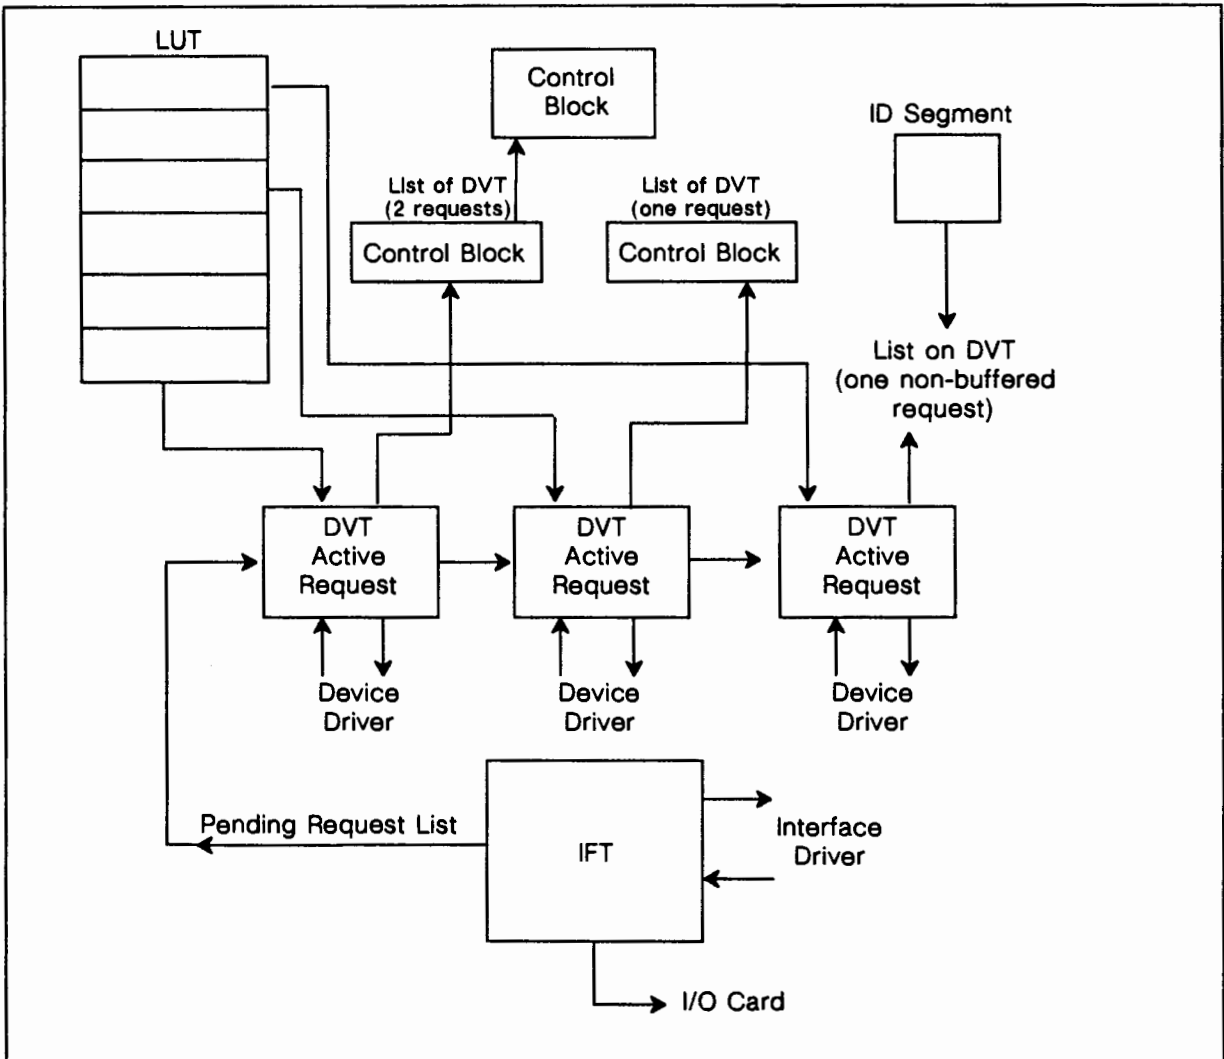 LUT
Control
Block
ID Segment
List of DVT
(2 requests)
List of DVT
(one request)
Control Block
Control Block
List on DVT
(one non-buffered
request)
DVT
Active
Request
DVT
Active
Request
DVT
Active
Request
Device
Driver
Device
Driver
Device
Driver
Pending Request List
IFT
Interface
Driver
I/O Card